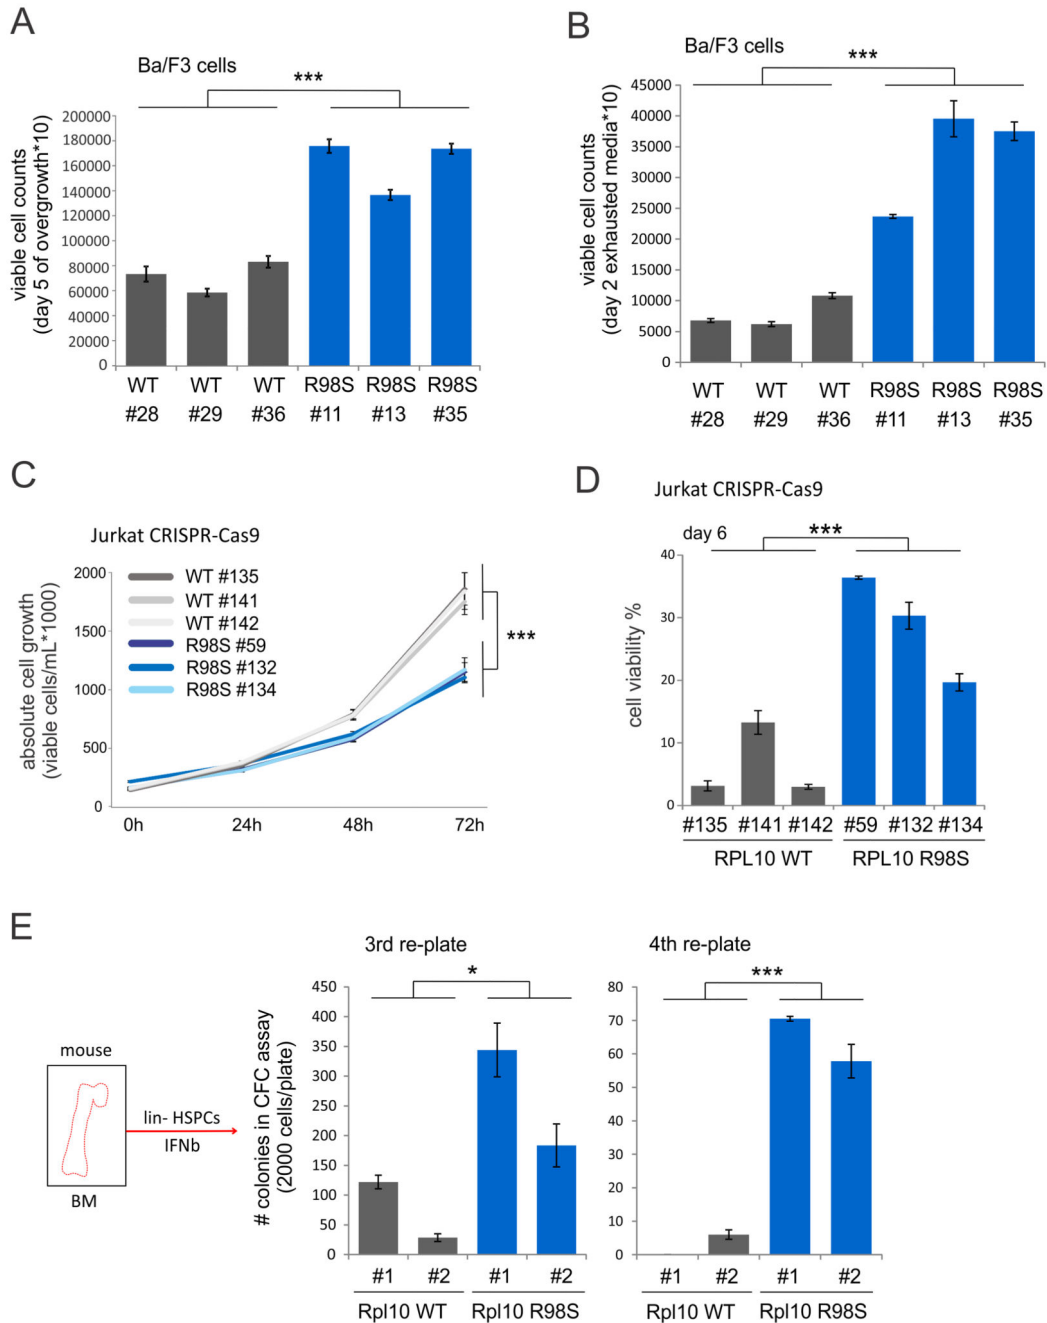 A
Ba/F3 cells
***
viable cell counts
(day 5 of overgrowth*10)
200000
180000
160000
140000
120000
100000
80000
60000
40000
20000
0
WT WT WT R98S R98S R98S
#28 #29 #36 #11 #13 #35
B
Ba/F3 cells
***
viable cell counts
(day 2 exhausted media*10)
45000
40000
35000
30000
25000
20000
15000
10000
5000
0
WT WT WT R98S R98S R98S
#28 #29 #36 #11 #13 #35
C
Jurkat CRISPR-Cas9
absolute cell growth
(viable cells/mL*1000)
2000
1500
1000
500
0
WT #135
WT #141
WT #142
R98S #59
R98S #132
R98S #134
***
0h 24h 48h 72h
D
Jurkat CRISPR-Cas9
day 6
***
cell viability %
40
30
20
10
0
#135 #141 #142 #59 #132 #134
RPL10 WT RPL10 R98S
E
mouse
BM
lin- HSPCs
IFNb
3rd re-plate
*
# colonies in CFC assay
(2000 cells/plate)
450
400
350
300
250
200
150
100
50
0
#1 #2 #1 #2
Rpl10 WT Rpl10 R98S
4th re-plate
***
80
70
60
50
40
30
20
10
0
#1 #2 #1 #2
Rpl10 WT Rpl10 R98S